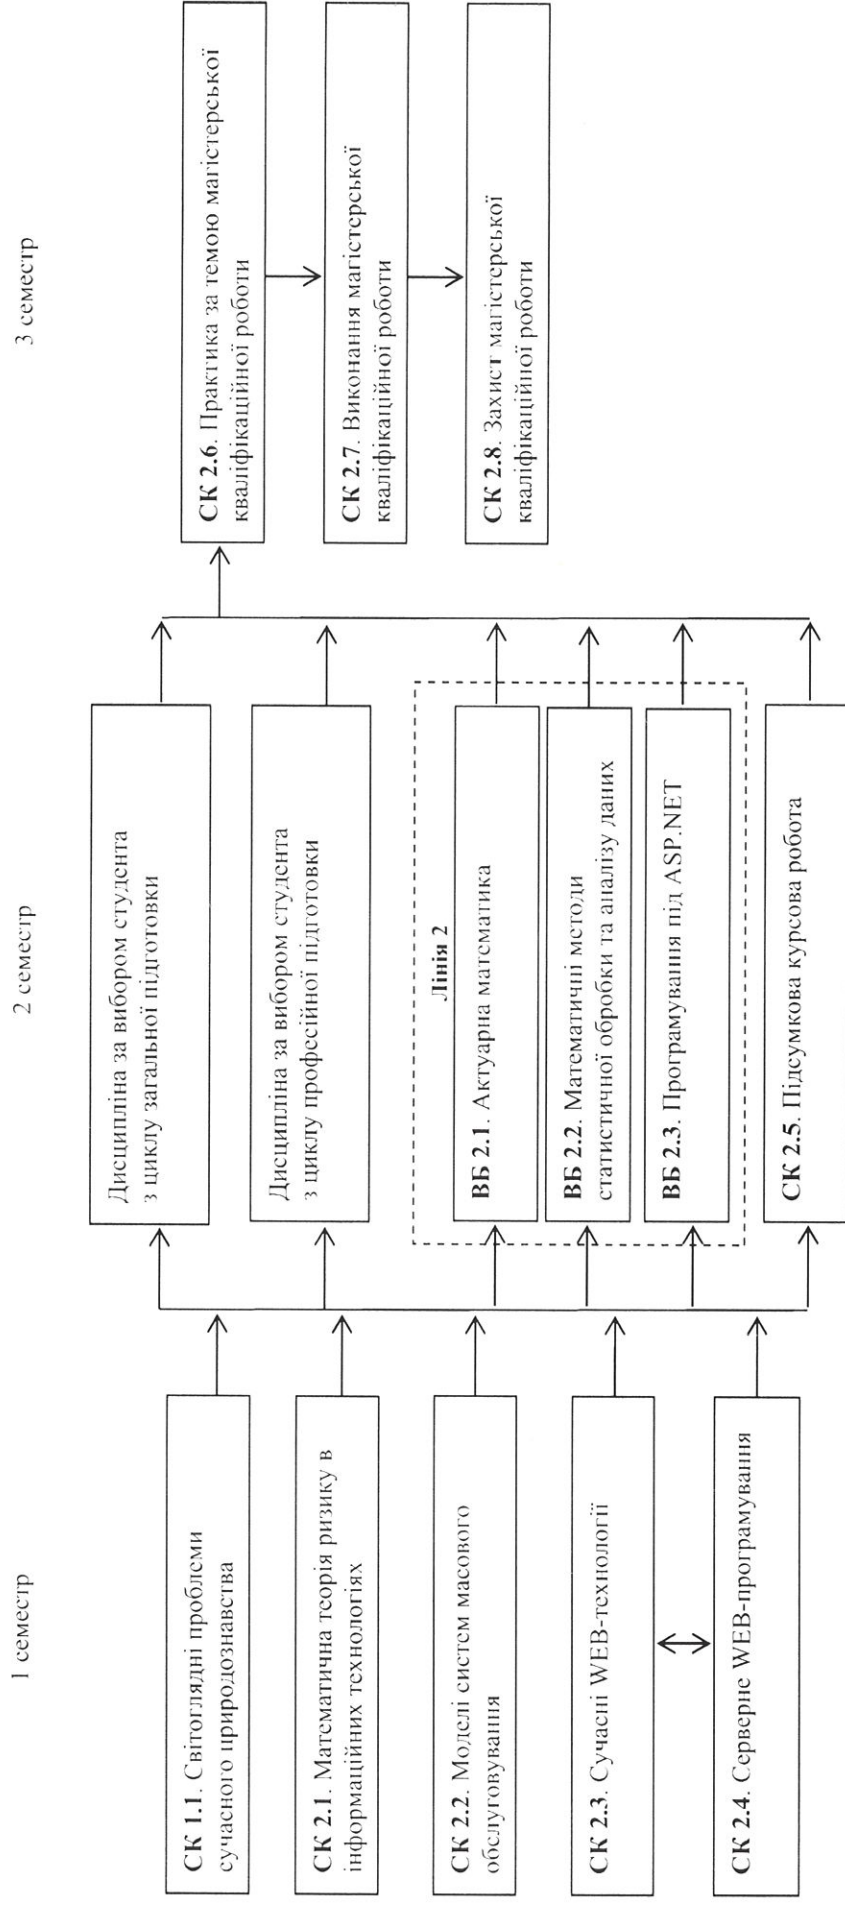 1 семестр
СК 1.1. Світоглядні проблеми
сучасного природознавства
СК 2.1. Математична теорія ризику в
інформаційних технологіях
СК 2.2. Моделі систем масового
обслуговування
СК 2.3. Сучасні WEB-технології
СК 2.4. Серверне WEB-програмування
2 семестр
Дисципліна за вибором студента
з циклу загальної підготовки
Дисципліна за вибором студента
з циклу професійної підготовки
Лінія 2
ВБ 2.1. Актуарна математика
ВБ 2.2. Математичні методи
статистичної обробки та аналізу даних
ВБ 2.3. Програмування під ASP.NET
СК 2.5. Підсумкова курсова робота
3 семестр
СК 2.6. Практика за темою магістерської
кваліфікаційної роботи
СК 2.7. Виконання магістерської
кваліфікаційної роботи
СК 2.8. Захист магістерської
кваліфікаційної роботи